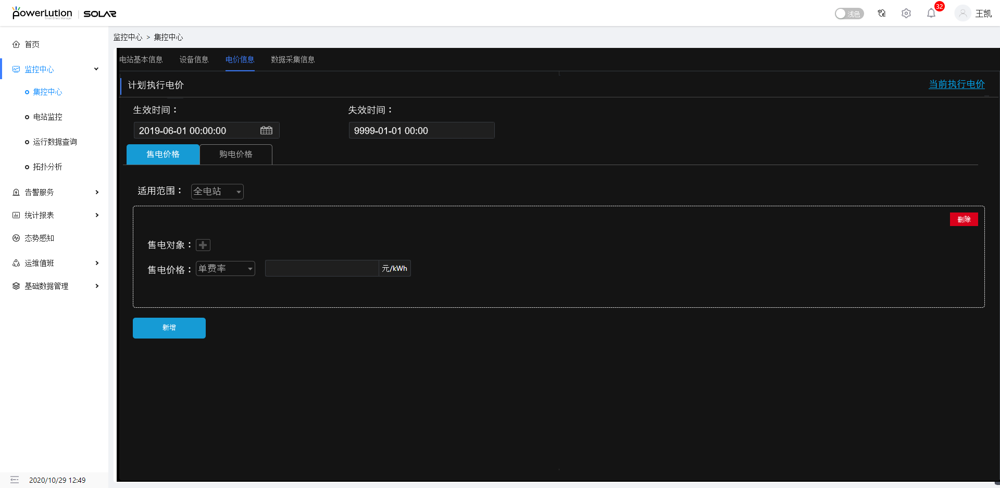 powerLution SOLAR
浅色
32
王凯
首页
监控中心
集控中心
电站监控
运行数据查询
拓扑分析
告警服务
统计报表
态势感知
运维值班
基础数据管理
2020/10/29 12:49
监控中心 > 集控中心
电站基本信息 设备信息 电价信息 数据采集信息
计划执行电价 当前执行电价
生效时间： 失效时间：
2019-06-01 00:00:00 9999-01-01 00:00
售电价格 购电价格
适用范围： 全电站
删除
售电对象：
售电价格： 单费率 元/kWh
新增